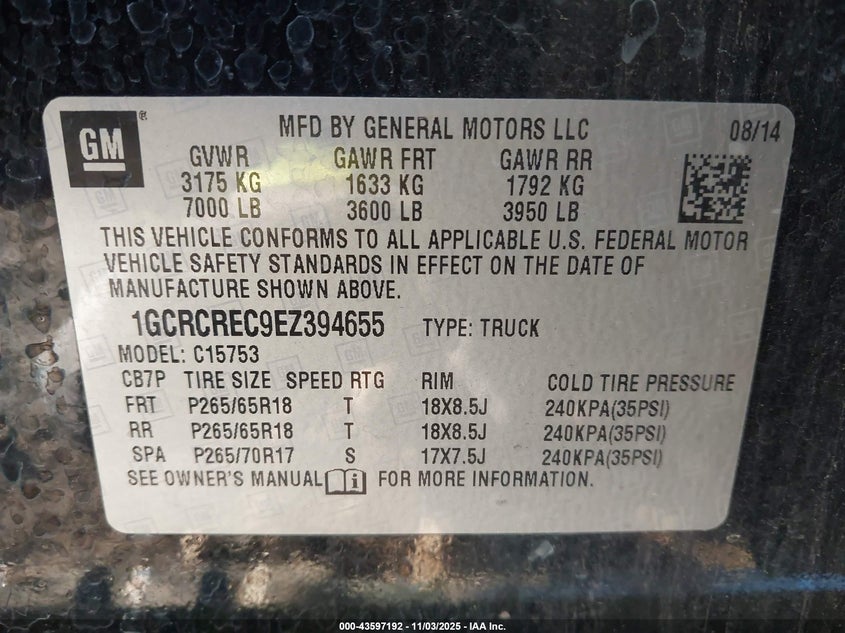 GM
MFD BY GENERAL MOTORS LLC 08/14
GVWR GAWR FRT GAWR RR
3175 KG 1633 KG 1792 KG
7000 LB 3600 LB 3950 LB
THIS VEHICLE CONFORMS TO ALL APPLICABLE U.S. FEDERAL MOTOR
VEHICLE SAFETY STANDARDS IN EFFECT ON THE DATE OF
MANUFACTURE SHOWN ABOVE.
1GCRCREC9EZ394655 TYPE: TRUCK
MODEL: C15753
CB7P TIRE SIZE SPEED RTG RIM COLD TIRE PRESSURE
FRT P265/65R18 T 18X8.5J 240KPA(35PSI)
RR P265/65R18 T 18X8.5J 240KPA(35PSI)
SPA P265/70R17 S 17X7.5J 240KPA(35PSI)
SEE OWNER'S MANUAL i FOR MORE INFORMATION.
000-43597192 - 11/03/2025 - IAA Inc.